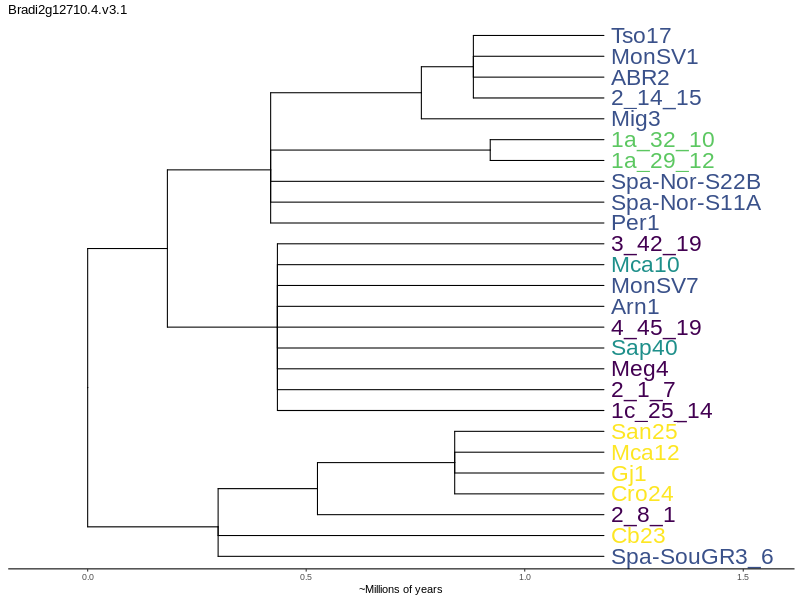 Bradi2g12710.4.v3.1
Tso17
MonSV1
ABR2
2_14_15
Mig3
1a_32_10
1a_29_12
Spa-Nor-S22B
Spa-Nor-S11A
Per1
3_42_19
Mca10
MonSV7
Arn1
4_45_19
Sap40
Meg4
2_1_7
1c_25_14
San25
Mca12
Gj1
Cro24
2_8_1
Cb23
Spa-SouGR3_6
0.0 0.5 1.0 1.5
~Millions of years